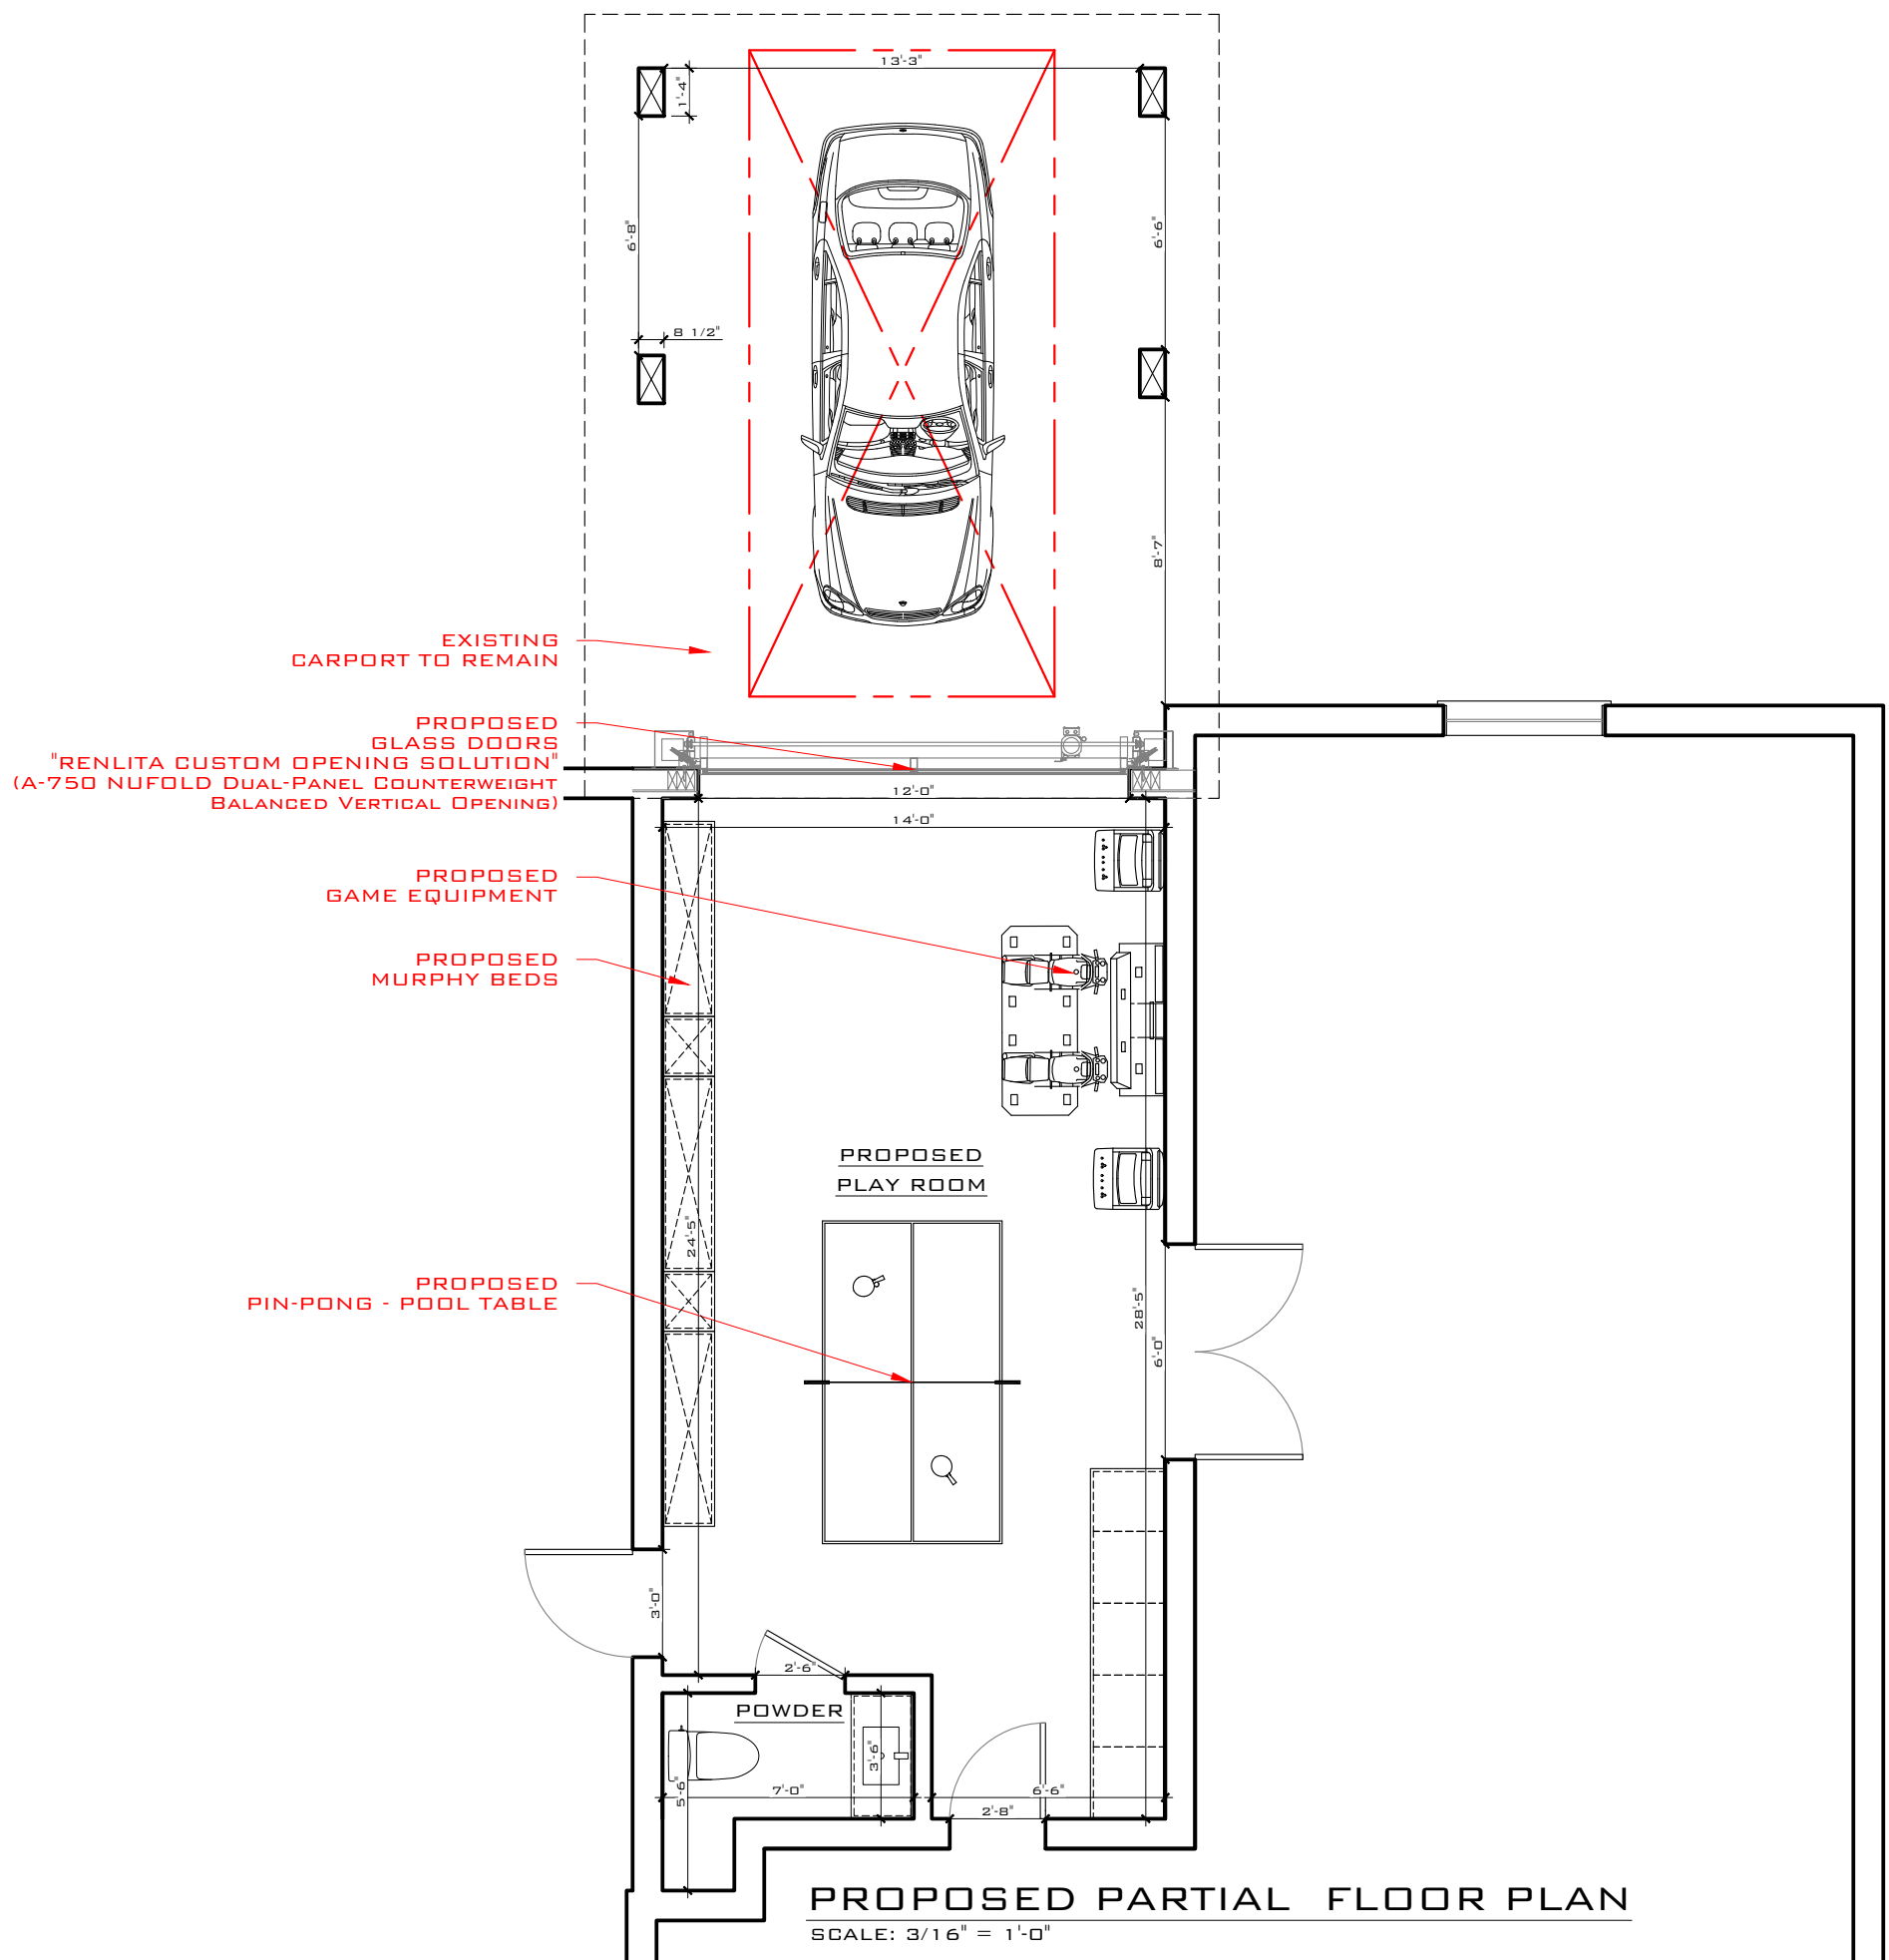 13'-3"
1'-4"
6'-8"
6'-6"
8 1/2"
8'-7"
EXISTING
CARPORT TO REMAIN
PROPOSED
GLASS DOORS
"RENLITA CUSTOM OPENING SOLUTION"
(A-750 NUFOLD Dual-Panel Counterweight
Balanced Vertical Opening)
12'-0"
14'-0"
PROPOSED
GAME EQUIPMENT
PROPOSED
MURPHY BEDS
PROPOSED
PLAY ROOM
24'-5"
PROPOSED
PIN-PONG - POOL TABLE
28'-5"
6'-0"
3'-0"
2'-6"
POWDER
3'-6"
5'-6"
7'-0"
6'-6"
2'-8"
PROPOSED PARTIAL FLOOR PLAN
SCALE: 3/16" = 1'-0"